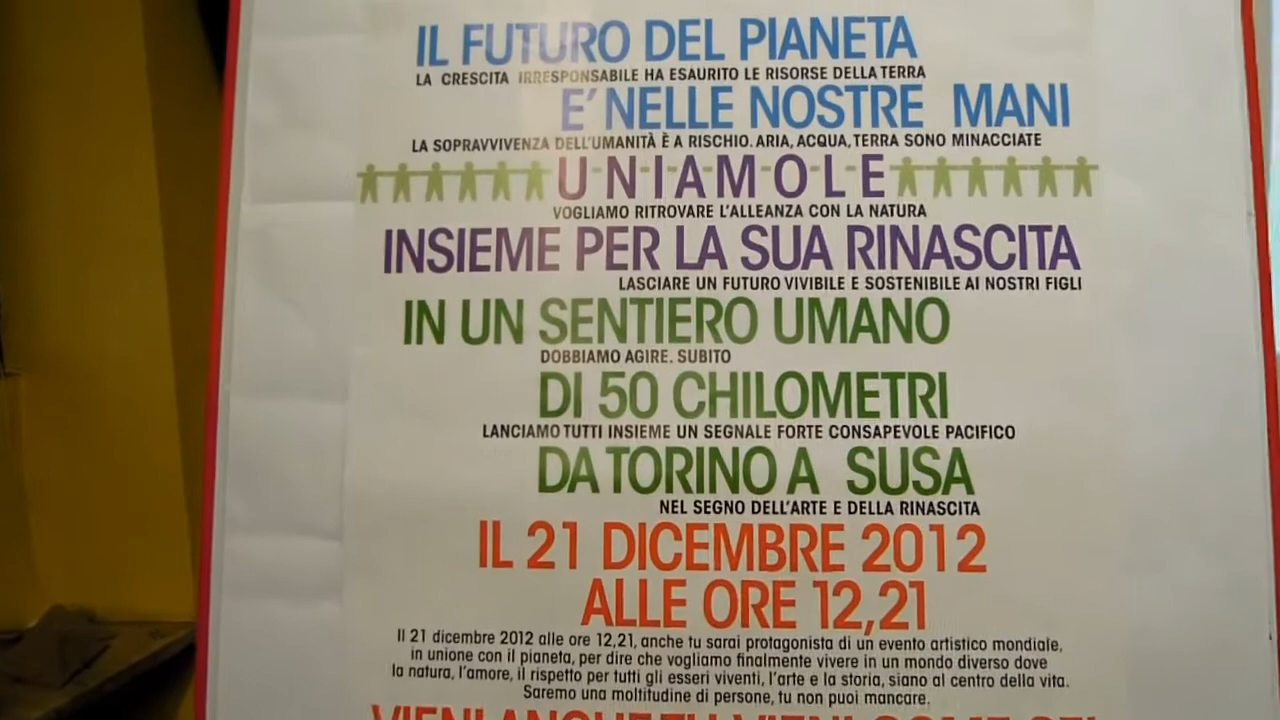 IL FUTURO DEL PIANETA
LA CRESCITA IRRESPONSABILE HA ESAURITO LE RISORSE DELLA TERRA
E' NELLE NOSTRE MANI
LA SOPRAVVIVENZA DELL'UMANITÀ È A RISCHIO. ARIA, ACQUA, TERRA SONO MINACCIATE
UNIAMOLE
VOGLIAMO RITROVARE L'ALLEANZA CON LA NATURA
INSIEME PER LA SUA RINASCITA
LASCIARE UN FUTURO VIVIBILE E SOSTENIBILE AI NOSTRI FIGLI
IN UN SENTIERO UMANO
DOBBIAMO AGIRE. SUBITO
DI 50 CHILOMETRI
LANCIAMO TUTTI INSIEME UN SEGNALE FORTE CONSAPEVOLE PACIFICO
DA TORINO A SUSA
NEL SEGNO DELL'ARTE E DELLA RINASCITA
IL 21 DICEMBRE 2012
ALLE ORE 12,21
Il 21 dicembre 2012 alle ore 12,21, anche tu sarai protagonista di un evento artistico mondiale,
in unione con il pianeta, per dire che vogliamo finalmente vivere in un mondo diverso dove
la natura, l'amore, il rispetto per tutti gli esseri viventi, l'arte e la storia, siano al centro della vita.
Saremo una moltitudine di persone, tu non puoi mancare.
VIENI ANCHE TU VIENI COME SEI